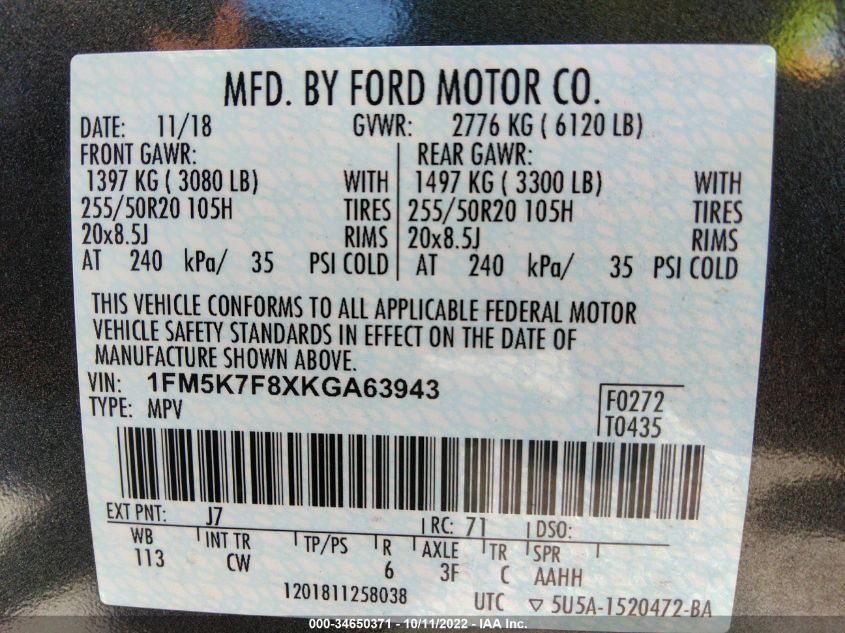 MFD. BY FORD MOTOR CO.
DATE: 11/18 GVWR: 2776 KG ( 6120 LB)
FRONT GAWR: REAR GAWR:
1397 KG ( 3080 LB) WITH 1497 KG ( 3300 LB) WITH
255/50R20 105H TIRES 255/50R20 105H TIRES
20x8.5J RIMS 20x8.5J RIMS
AT 240 kPa/ 35 PSI COLD AT 240 kPa/ 35 PSI COLD
THIS VEHICLE CONFORMS TO ALL APPLICABLE FEDERAL MOTOR
VEHICLE SAFETY STANDARDS IN EFFECT ON THE DATE OF
MANUFACTURE SHOWN ABOVE.
VIN: 1FM5K7F8XKGA63943
TYPE: MPV F0272
T0435
EXT PNT: J7 RC: 71 DSO:
WB INT TR TP/PS R AXLE TR SPR
113 CW 6 3F C AAHH
1201811258038 UTC ▽ 5U5A-1520472-BA
000-34650371 - 10/11/2022 - IAA Inc.